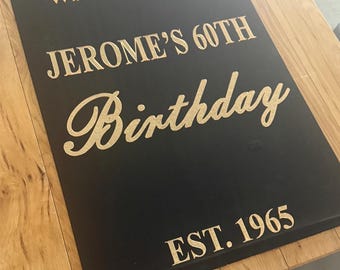 JEROME'S 60TH
Birthday
EST. 1965